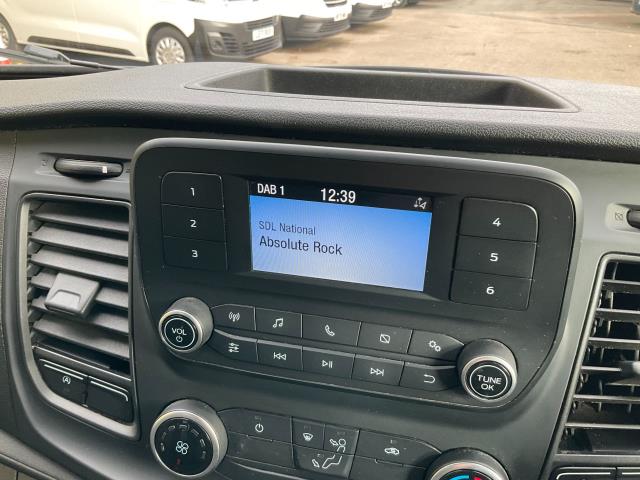 DAB 1 12:39
SDL National
Absolute Rock
1
2
3
4
5
6
VOL
TUNE
OK
A